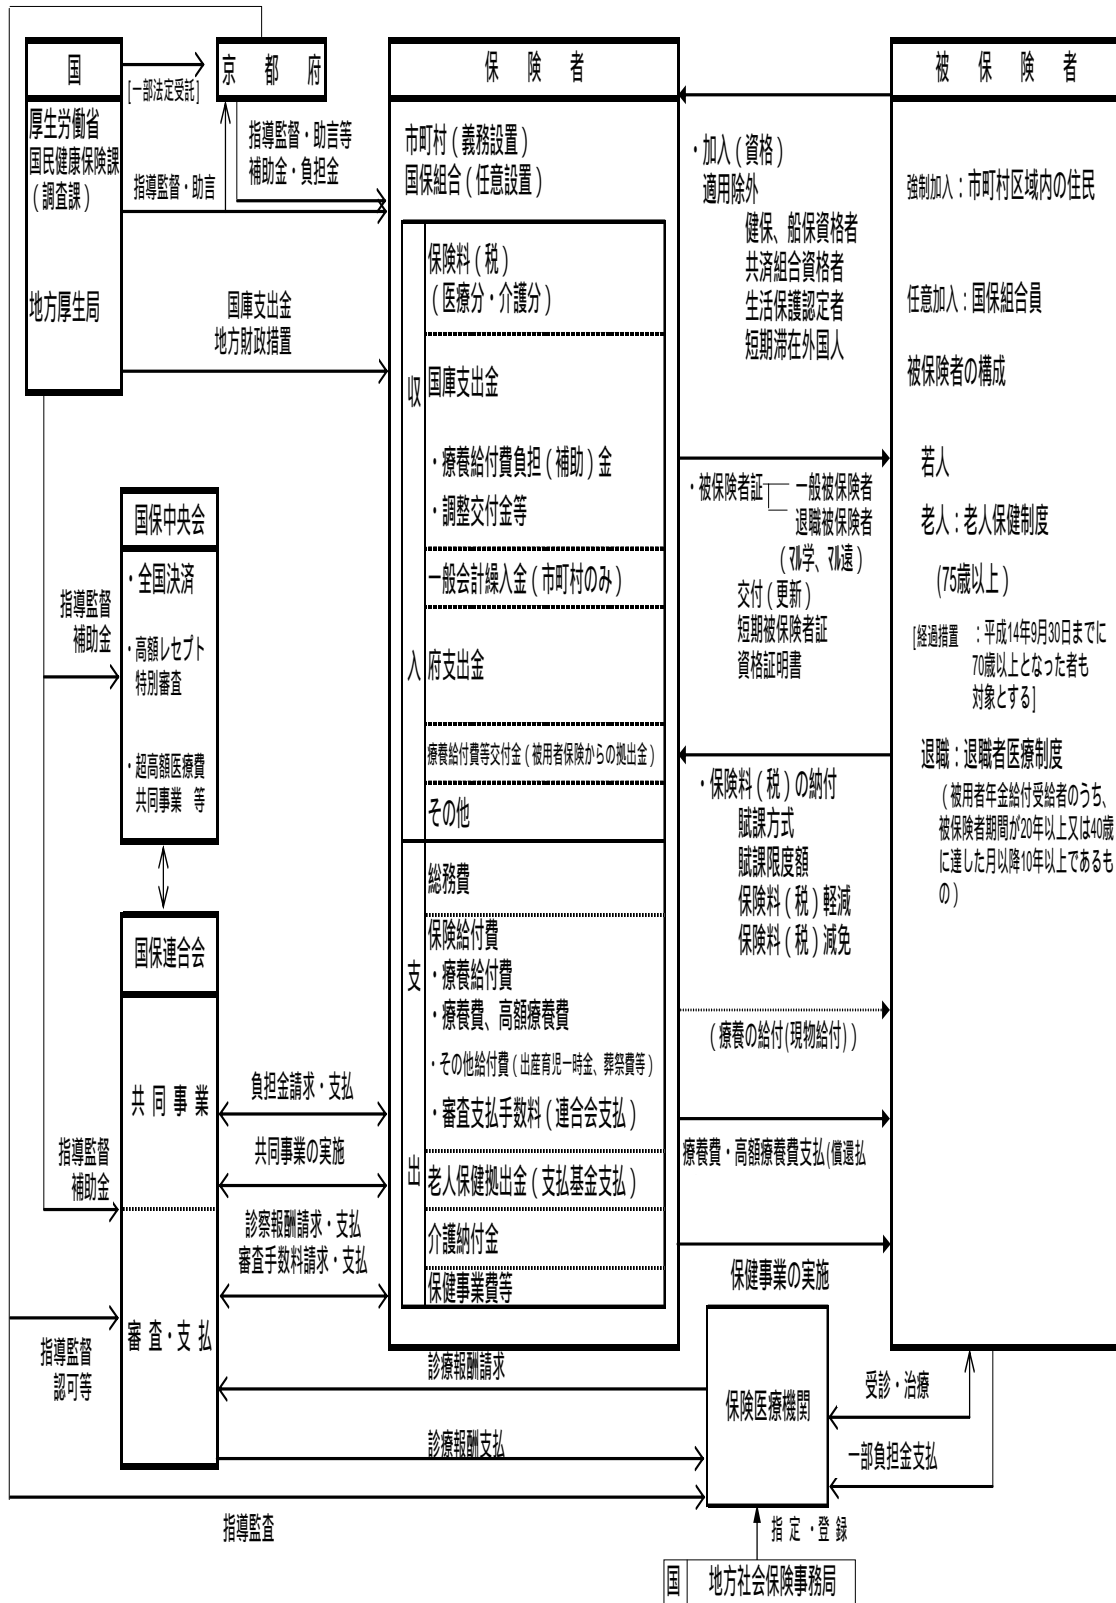 国
京 都 府
[一部法定受託]
厚生労働省
国民健康保険課
(調査課)
地方厚生局
指導監督・助言
指導監督・助言等
補助金・負担金
国庫支出金
地方財政措置
指導監督
補助金
国保中央会
・全国決済
・高額レセプト
特別審査
・超高額医療費
共同事業 等
国保連合会
共 同 事 業
審 査・支 払
指導監督
補助金
指導監督
認可等
負担金請求・支払
共同事業の実施
診察報酬請求・支払
審査手数料請求・支払
保 険 者
市町村(義務設置)
国保組合(任意設置)
収
入
保険料(税)
(医療分・介護分)
国庫支出金
・療養給付費負担(補助)金
・調整交付金等
一般会計繰入金(市町村のみ)
府支出金
療養給付費等交付金(被用者保険からの拠出金)
その他
支
出
総務費
保険給付費
・療養給付費
・療養費、高額療養費
・その他給付費(出産育児一時金、葬祭費等)
・審査支払手数料(連合会支払)
老人保健拠出金(支払基金支払)
介護納付金
保健事業費等
・加入(資格)
適用除外
健保、船保資格者
共済組合資格者
生活保護認定者
短期滞在外国人
・被保険者証 一般被保険者
退職被保険者
(マル学、マル遠)
交付(更新)
短期被保険者証
資格証明書
・保険料(税)の納付
賦課方式
賦課限度額
保険料(税)軽減
保険料(税)減免
(療養の給付(現物給付))
療養費・高額療養費支払(償還払
保健事業の実施
被 保 険 者
強制加入:市町村区域内の住民
任意加入:国保組合員
被保険者の構成
若人
老人:老人保健制度
(75歳以上)
[経過措置 :平成14年9月30日までに
70歳以上となった者も
対象とする]
退職:退職者医療制度
(被用者年金給付受給者のうち、
被保険者期間が20年以上又は40歳
に達した月以降10年以上であるも
の)
診療報酬請求
診療報酬支払
保険医療機関
受診・治療
一部負担金支払
指導監査
指 定・登 録
国 地方社会保険事務局